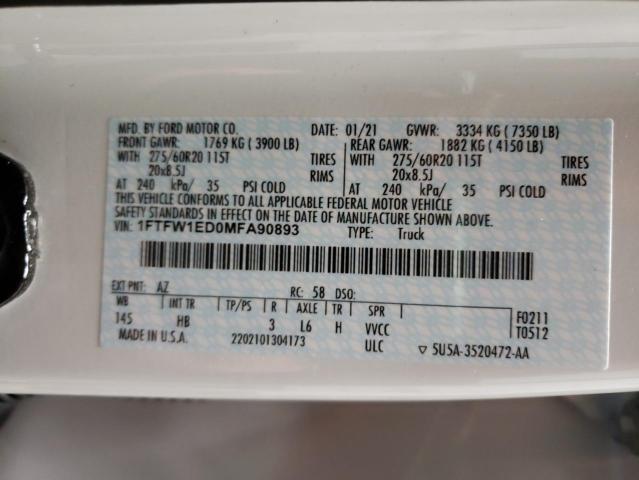 MFD. BY FORD MOTOR CO. DATE: 01/21 GVWR: 3334 KG ( 7350 LB)
FRONT GAWR: 1769 KG ( 3900 LB) REAR GAWR: 1882 KG ( 4150 LB)
WITH 275/60R20 115T TIRES WITH 275/60R20 115T TIRES
20x8.5J RIMS 20x8.5J RIMS
AT 240 kPa/ 35 PSI COLD AT 240 kPa/ 35 PSI COLD
THIS VEHICLE CONFORMS TO ALL APPLICABLE FEDERAL MOTOR VEHICLE
SAFETY STANDARDS IN EFFECT ON THE DATE OF MANUFACTURE SHOWN ABOVE.
VIN: 1FTFW1ED0MFA90893 TYPE: Truck
EXT PNT: AZ RC: 58 DSO:
WB INT TR TP/PS R AXLE TR SPR F0211
145 HB 3 L6 H VVCC T0512
MADE IN U.S.A. 2202101304173 ULC ▽ 5U5A-3520472-AA